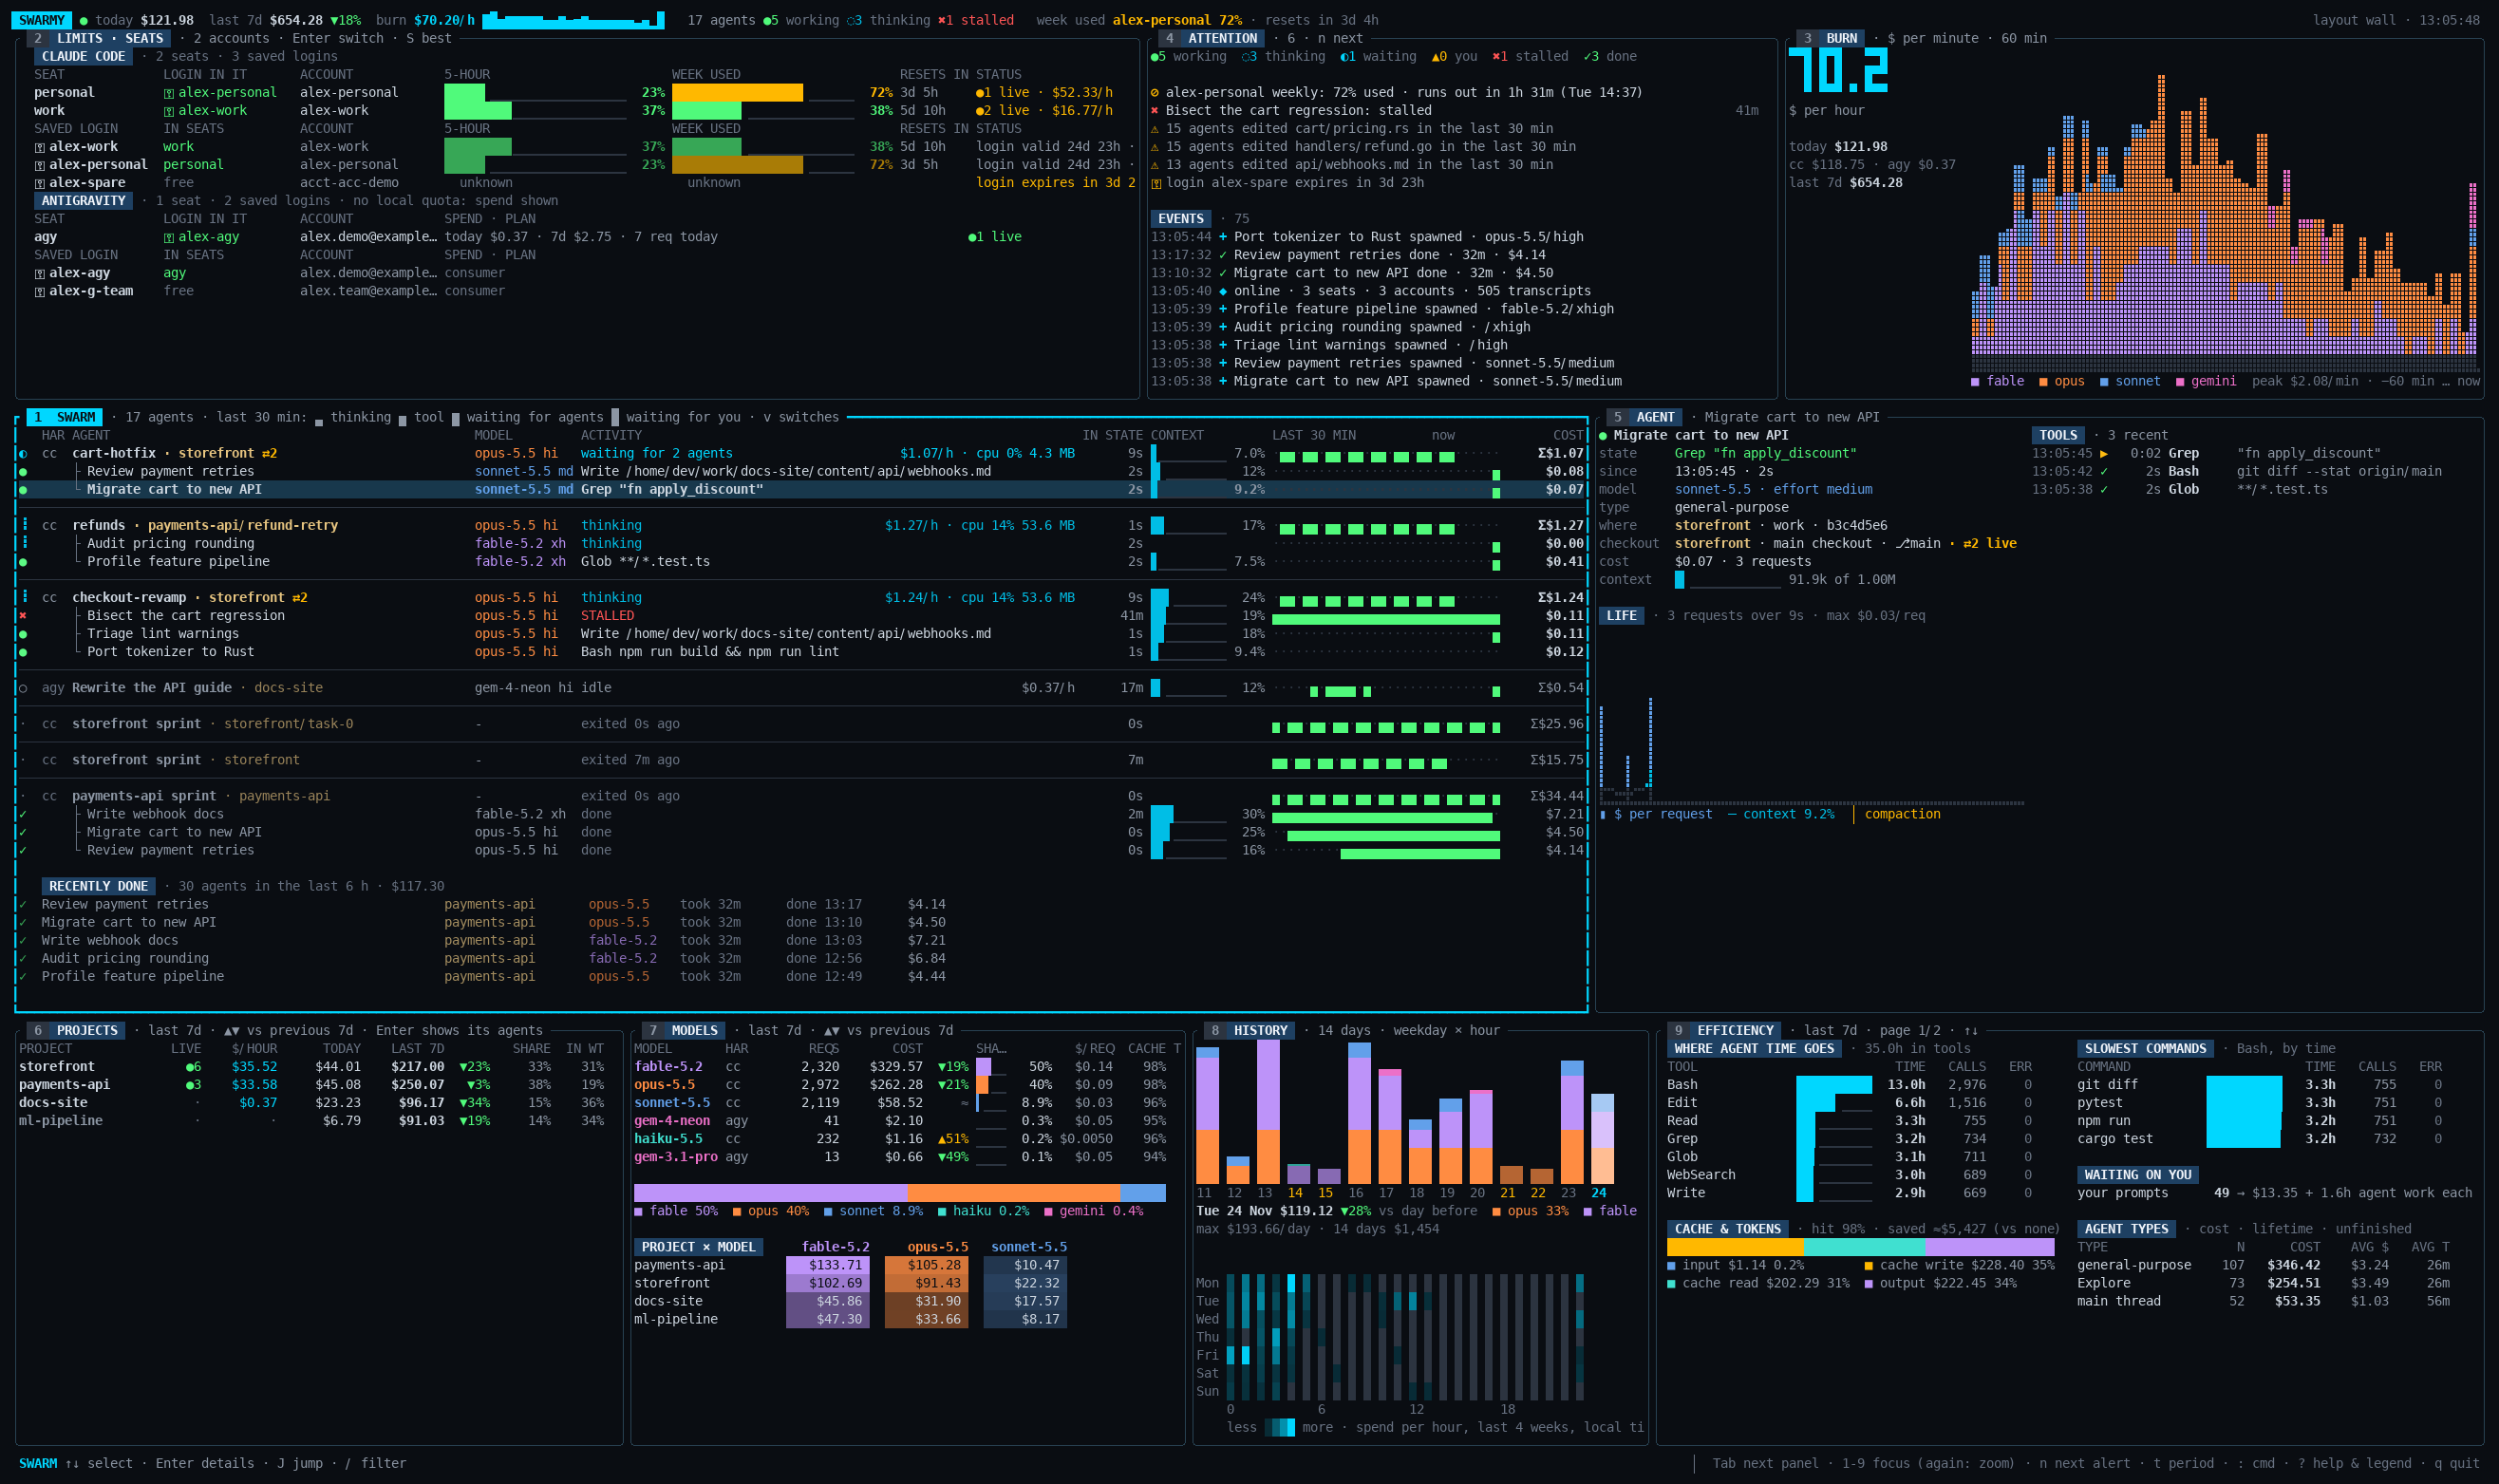 SWARMY ● today $121.98 last 7d $654.28 ▼18% burn $70.20/h 17 agents ●5 working ◌3 thinking ✖1 stalled week used alex-personal 72% · resets in 3d 4h layout wall · 13:05:48
2 LIMITS · SEATS · 2 accounts · Enter switch · S best
CLAUDE CODE · 2 seats · 3 saved logins
SEAT LOGIN IN IT ACCOUNT 5-HOUR WEEK USED RESETS IN STATUS
personal alex-personal alex-personal 23% 72% 3d 5h ●1 live · $52.33/h
work alex-work alex-work 37% 38% 5d 10h ●2 live · $16.77/h
SAVED LOGIN IN SEATS ACCOUNT 5-HOUR WEEK USED RESETS IN STATUS
alex-work work alex-work 37% 38% 5d 10h login valid 24d 23h ·
alex-personal personal alex-personal 23% 72% 3d 5h login valid 24d 23h ·
alex-spare free acct-acc-demo unknown unknown login expires in 3d 2
ANTIGRAVITY · 1 seat · 2 saved logins · no local quota: spend shown
SEAT LOGIN IN IT ACCOUNT SPEND · PLAN
agy alex-agy alex.demo@example… today $0.37 · 7d $2.75 · 7 req today ●1 live
SAVED LOGIN IN SEATS ACCOUNT SPEND · PLAN
alex-agy agy alex.demo@example… consumer
alex-g-team free alex.team@example… consumer
4 ATTENTION · 6 · n next
●5 working ◌3 thinking ◐1 waiting ▲0 you ✖1 stalled ✓3 done
⊘ alex-personal weekly: 72% used · runs out in 1h 31m (Tue 14:37)
✖ Bisect the cart regression: stalled 41m
⚠ 15 agents edited cart/pricing.rs in the last 30 min
⚠ 15 agents edited handlers/refund.go in the last 30 min
⚠ 13 agents edited api/webhooks.md in the last 30 min
login alex-spare expires in 3d 23h
EVENTS · 75
13:05:44 + Port tokenizer to Rust spawned · opus-5.5/high
13:17:32 ✓ Review payment retries done · 32m · $4.14
13:10:32 ✓ Migrate cart to new API done · 32m · $4.50
13:05:40 ◆ online · 3 seats · 3 accounts · 505 transcripts
13:05:39 + Profile feature pipeline spawned · fable-5.2/xhigh
13:05:39 + Audit pricing rounding spawned · /xhigh
13:05:38 + Triage lint warnings spawned · /high
13:05:38 + Review payment retries spawned · sonnet-5.5/medium
13:05:38 + Migrate cart to new API spawned · sonnet-5.5/medium
3 BURN · $ per minute · 60 min
70.2
$ per hour
today $121.98
cc $118.75 · agy $0.37
last 7d $654.28
■ fable ■ opus ■ sonnet ■ gemini peak $2.08/min · −60 min … now
1 SWARM · 17 agents · last 30 min: thinking tool waiting for agents waiting for you · v switches
HAR AGENT MODEL ACTIVITY IN STATE CONTEXT LAST 30 MIN now COST
◐ cc cart-hotfix · storefront ⇄2 opus-5.5 hi waiting for 2 agents $1.07/h · cpu 0% 4.3 MB 9s 7.0% Σ$1.07
● ├ Review payment retries sonnet-5.5 md Write /home/dev/work/docs-site/content/api/webhooks.md 2s 12% $0.08
● └ Migrate cart to new API sonnet-5.5 md Grep "fn apply_discount" 2s 9.2% $0.07
cc refunds · payments-api/refund-retry opus-5.5 hi thinking $1.27/h · cpu 14% 53.6 MB 1s 17% Σ$1.27
├ Audit pricing rounding fable-5.2 xh thinking 2s $0.00
● └ Profile feature pipeline fable-5.2 xh Glob **/*.test.ts 2s 7.5% $0.41
cc checkout-revamp · storefront ⇄2 opus-5.5 hi thinking $1.24/h · cpu 14% 53.6 MB 9s 24% Σ$1.24
✖ ├ Bisect the cart regression opus-5.5 hi STALLED 41m 19% $0.11
● ├ Triage lint warnings opus-5.5 hi Write /home/dev/work/docs-site/content/api/webhooks.md 1s 18% $0.11
● └ Port tokenizer to Rust opus-5.5 hi Bash npm run build && npm run lint 1s 9.4% $0.12
○ agy Rewrite the API guide · docs-site gem-4-neon hi idle $0.37/h 17m 12% Σ$0.54
· cc storefront sprint · storefront/task-0 - exited 0s ago 0s Σ$25.96
· cc storefront sprint · storefront - exited 7m ago 7m Σ$15.75
· cc payments-api sprint · payments-api - exited 0s ago 0s Σ$34.44
✓ ├ Write webhook docs fable-5.2 xh done 2m 30% $7.21
✓ ├ Migrate cart to new API opus-5.5 hi done 0s 25% $4.50
✓ └ Review payment retries opus-5.5 hi done 0s 16% $4.14
RECENTLY DONE · 30 agents in the last 6 h · $117.30
✓ Review payment retries payments-api opus-5.5 took 32m done 13:17 $4.14
✓ Migrate cart to new API payments-api opus-5.5 took 32m done 13:10 $4.50
✓ Write webhook docs payments-api fable-5.2 took 32m done 13:03 $7.21
✓ Audit pricing rounding payments-api fable-5.2 took 32m done 12:56 $6.84
✓ Profile feature pipeline payments-api opus-5.5 took 32m done 12:49 $4.44
5 AGENT · Migrate cart to new API
● Migrate cart to new API
state Grep "fn apply_discount"
since 13:05:45 · 2s
model sonnet-5.5 · effort medium
type general-purpose
where storefront · work · b3c4d5e6
checkout storefront · main checkout · ⎇main · ⇄2 live
cost $0.07 · 3 requests
context 91.9k of 1.00M
TOOLS · 3 recent
13:05:45 ▶ 0:02 Grep "fn apply_discount"
13:05:42 ✓ 2s Bash git diff --stat origin/main
13:05:38 ✓ 2s Glob **/*.test.ts
LIFE · 3 requests over 9s · max $0.03/req
▮ $ per request ─ context 9.2% │ compaction
6 PROJECTS · last 7d · ▲▼ vs previous 7d · Enter shows its agents
PROJECT LIVE $/HOUR TODAY LAST 7D SHARE IN WT
storefront ●6 $35.52 $44.01 $217.00 ▼23% 33% 31%
payments-api ●3 $33.58 $45.08 $250.07 ▼3% 38% 19%
docs-site · $0.37 $23.23 $96.17 ▼34% 15% 36%
ml-pipeline · · $6.79 $91.03 ▼19% 14% 34%
7 MODELS · last 7d · ▲▼ vs previous 7d
MODEL HAR REQS COST SHA… $/REQ CACHE T
fable-5.2 cc 2,320 $329.57 ▼19% 50% $0.14 98%
opus-5.5 cc 2,972 $262.28 ▼21% 40% $0.09 98%
sonnet-5.5 cc 2,119 $58.52 ≈ 8.9% $0.03 96%
gem-4-neon agy 41 $2.10 0.3% $0.05 95%
haiku-5.5 cc 232 $1.16 ▲51% 0.2% $0.0050 96%
gem-3.1-pro agy 13 $0.66 ▼49% 0.1% $0.05 94%
■ fable 50% ■ opus 40% ■ sonnet 8.9% ■ haiku 0.2% ■ gemini 0.4%
PROJECT × MODEL fable-5.2 opus-5.5 sonnet-5.5
payments-api $133.71 $105.28 $10.47
storefront $102.69 $91.43 $22.32
docs-site $45.86 $31.90 $17.57
ml-pipeline $47.30 $33.66 $8.17
8 HISTORY · 14 days · weekday × hour
11 12 13 14 15 16 17 18 19 20 21 22 23 24
Tue 24 Nov $119.12 ▼28% vs day before ■ opus 33% ■ fable
max $193.66/day · 14 days $1,454
Mon
Tue
Wed
Thu
Fri
Sat
Sun
0 6 12 18
less more · spend per hour, last 4 weeks, local ti
9 EFFICIENCY · last 7d · page 1/2 · ↑↓
WHERE AGENT TIME GOES · 35.0h in tools
TOOL TIME CALLS ERR
Bash 13.0h 2,976 0
Edit 6.6h 1,516 0
Read 3.3h 755 0
Grep 3.2h 734 0
Glob 3.1h 711 0
WebSearch 3.0h 689 0
Write 2.9h 669 0
CACHE & TOKENS · hit 98% · saved ≈$5,427 (vs none)
■ input $1.14 0.2% ■ cache write $228.40 35%
■ cache read $202.29 31% ■ output $222.45 34%
SLOWEST COMMANDS · Bash, by time
COMMAND TIME CALLS ERR
git diff 3.3h 755 0
pytest 3.3h 751 0
npm run 3.2h 751 0
cargo test 3.2h 732 0
WAITING ON YOU
your prompts 49 → $13.35 + 1.6h agent work each
AGENT TYPES · cost · lifetime · unfinished
TYPE N COST AVG $ AVG T
general-purpose 107 $346.42 $3.24 26m
Explore 73 $254.51 $3.49 26m
main thread 52 $53.35 $1.03 56m
SWARM ↑↓ select · Enter details · J jump · / filter
Tab next panel · 1-9 focus (again: zoom) · n next alert · t period · : cmd · ? help & legend · q quit